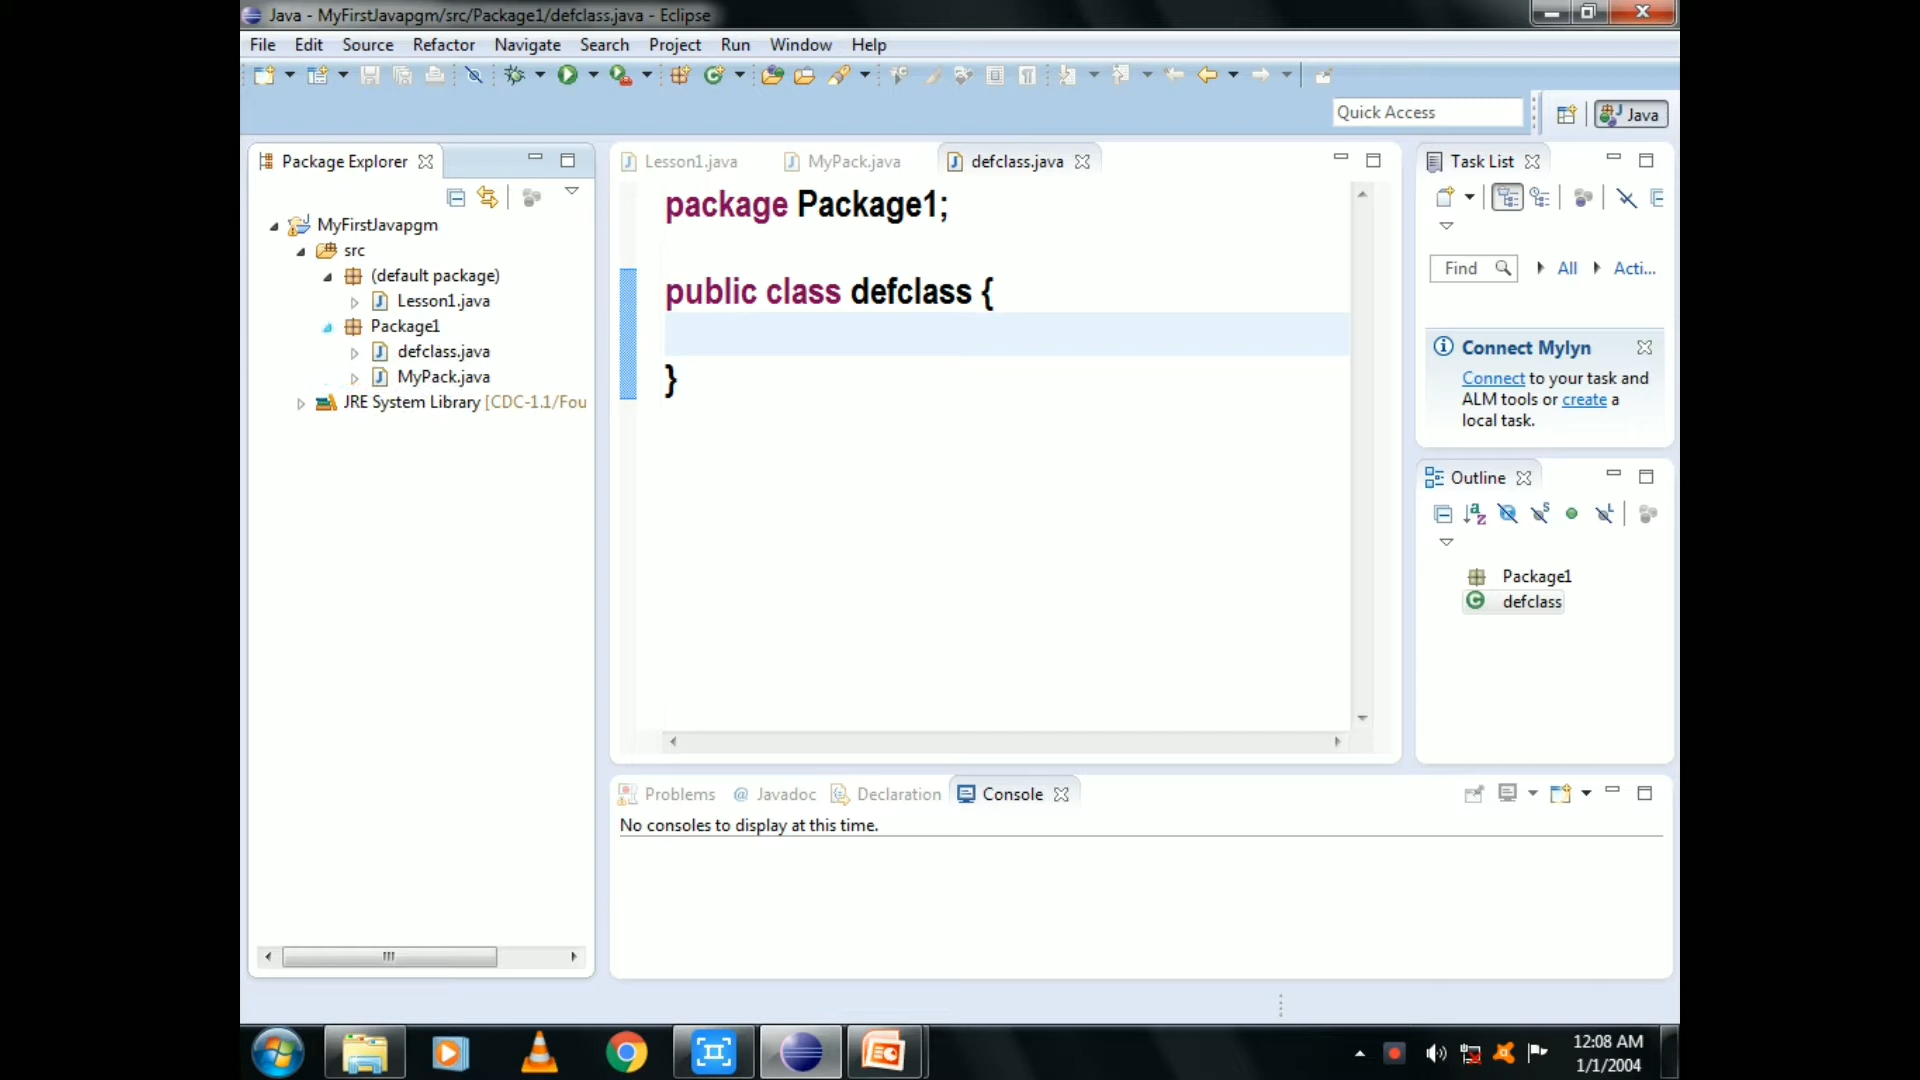 Java - MyFirstJavapgm/src/Package1/defclass.java - Eclipse
File Edit Source Refactor Navigate Search Project Run Window Help
Quick Access
Java
Package Explorer
MyFirstJavapgm
src
(default package)
Lesson1.java
Package1
defclass.java
MyPack.java
JRE System Library [CDC-1.1/Fou
Lesson1.java MyPack.java defclass.java
package Package1;
public class defclass {
}
Task List
Find All Acti...
Connect Mylyn
Connect to your task and
ALM tools or create a
local task.
Outline
Package1
defclass
Problems @ Javadoc Declaration Console
No consoles to display at this time.
12:08 AM
1/1/2004